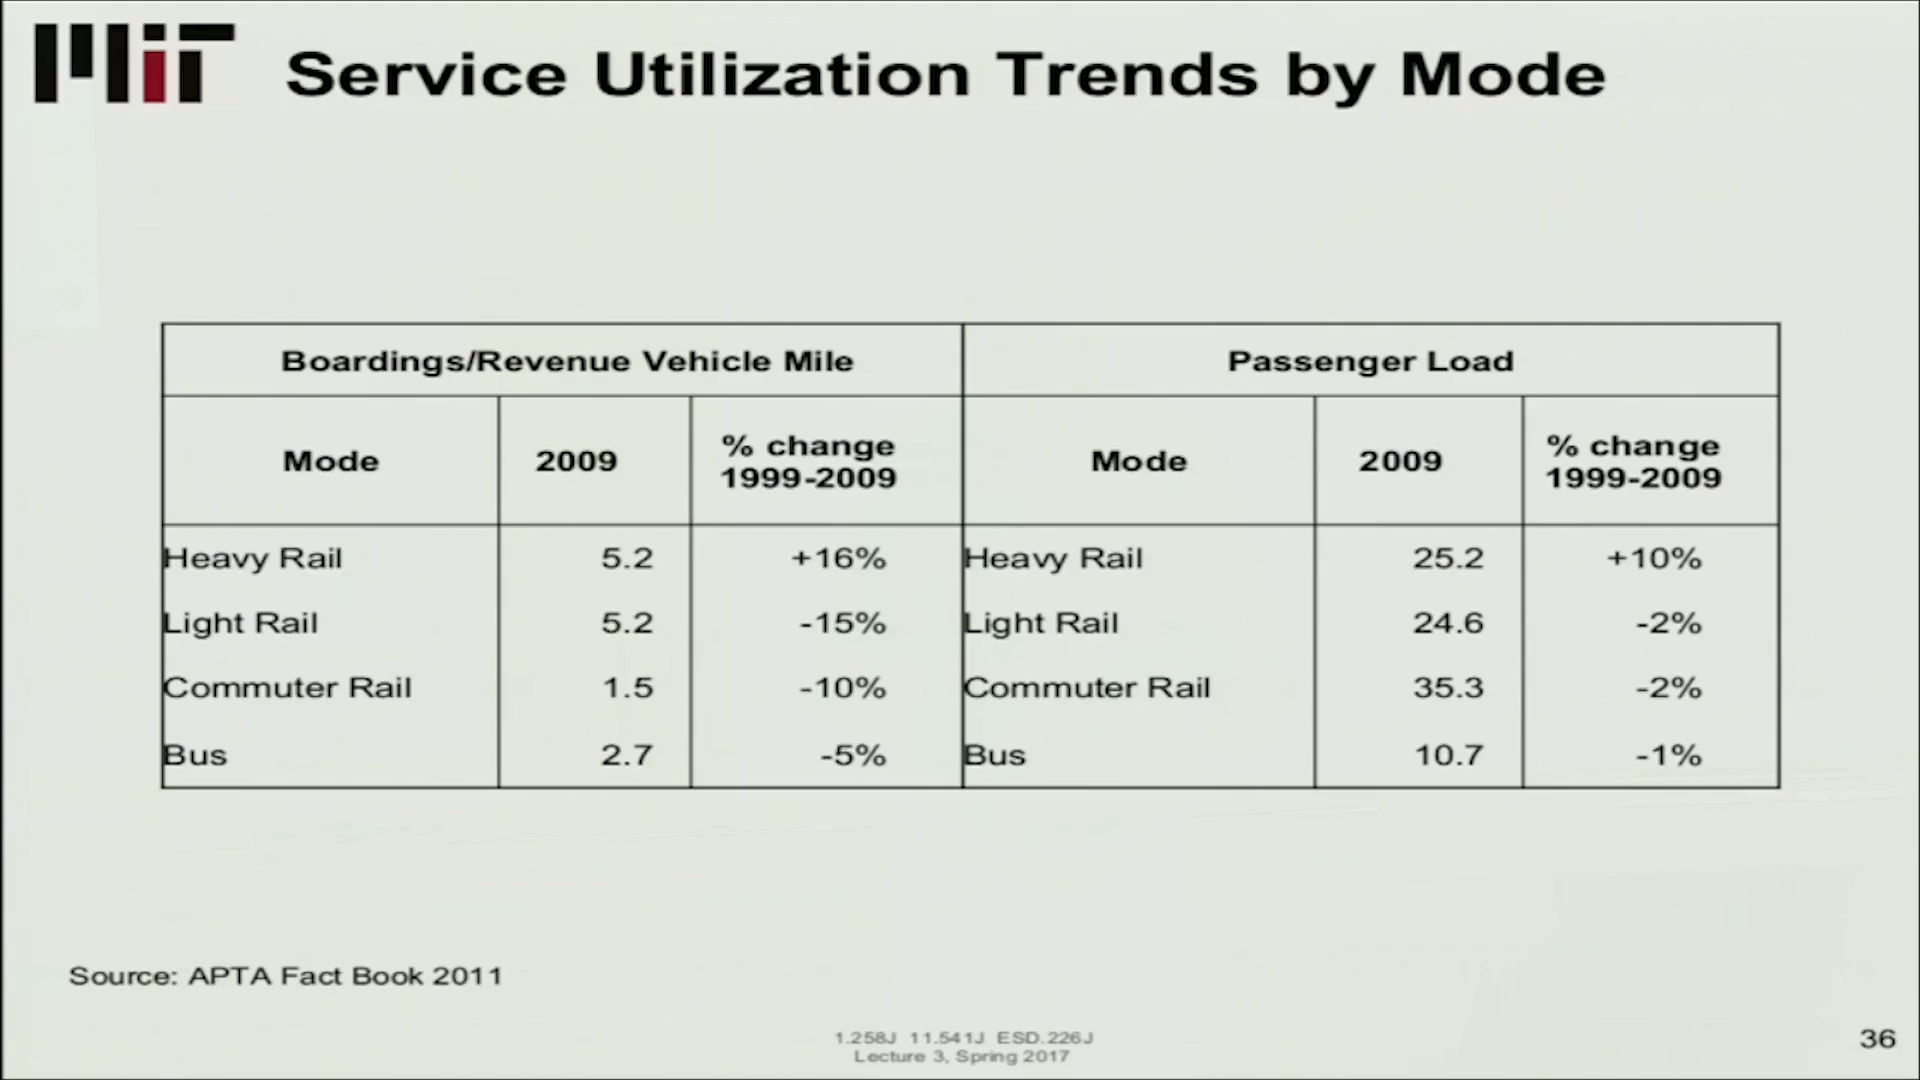 MIT
Service Utilization Trends by Mode
Boardings/Revenue Vehicle Mile Passenger Load
Mode 2009 % change 1999-2009 Mode 2009 % change 1999-2009
Heavy Rail 5.2 +16% Heavy Rail 25.2 +10%
Light Rail 5.2 -15% Light Rail 24.6 -2%
Commuter Rail 1.5 -10% Commuter Rail 35.3 -2%
Bus 2.7 -5% Bus 10.7 -1%
Source: APTA Fact Book 2011
1.258J 11.541J ESD.226J
Lecture 3, Spring 2017
36